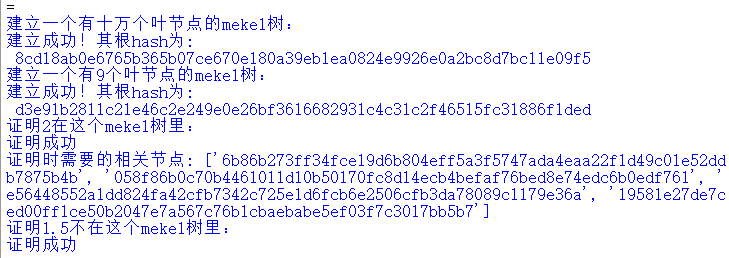 =
建立一个有十万个叶节点的mekel树：
建立成功！其根hash为：
8cd18ab0e6765b365b07ce670e180a39eb1ea0824e9926e0a2bc8d7bc11e09f5
建立一个有9个叶节点的mekel树：
建立成功！其根hash为：
d3e91b2811c21e46c2e249e0e26bf3616682931c4c31c2f46515fc31886f1ded
证明2在这个mekel树里：
证明成功
证明时需要的相关节点：['6b86b273ff34fce19d6b804eff5a3f5747ada4eaa22f1d49c01e52dd
b7875b4b', '058f86b0c70b4461011d10b50170fc8d14ecb4befaf76bed8e74edc6b0edf761', '
e56448552a1dd824fa42cfb7342c725e1d6fcb6e2506cfb3da78089c1179e36a', '19581e27de7c
ed00ff1ce50b2047e7a567c76b1cbaebabe5ef03f7c3017bb5b7']
证明1.5不在这个mekel树里：
证明成功